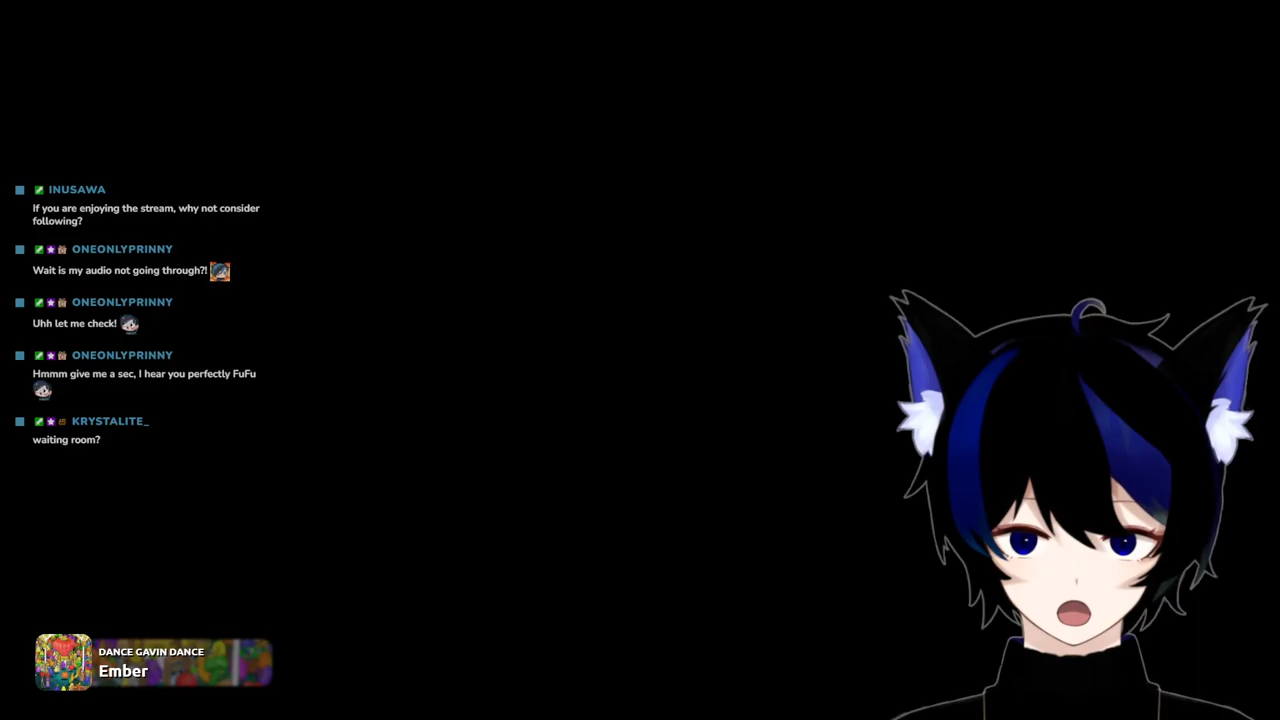 INUSAWA
If you are enjoying the stream, why not consider
following?
ONEONLYPRINNY
Wait is my audio not going through?!
ONEONLYPRINNY
Uhh let me check!
ONEONLYPRINNY
Hmmm give me a sec, I hear you perfectly FuFu
KRYSTALITE_
waiting room?
DANCE GAVIN DANCE
Ember